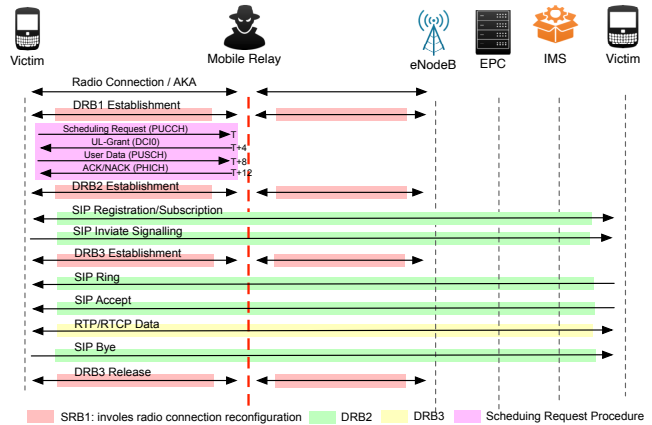 Victim
Mobile Relay
eNodeB
EPC
IMS
Victim
Radio Connection / AKA
DRB1 Establishment
Scheduling Request (PUCCH)
T
UL-Grant (DCI0)
T+4
User Data (PUSCH)
T+8
ACK/NACK (PHICH)
T+12
DRB2 Establishment
SIP Registration/Subscription
SIP Inviate Signalling
DRB3 Establishment
SIP Ring
SIP Accept
RTP/RTCP Data
SIP Bye
DRB3 Release
SRB1: involes radio connection reconfiguration
DRB2
DRB3
Scheduing Request Procedure